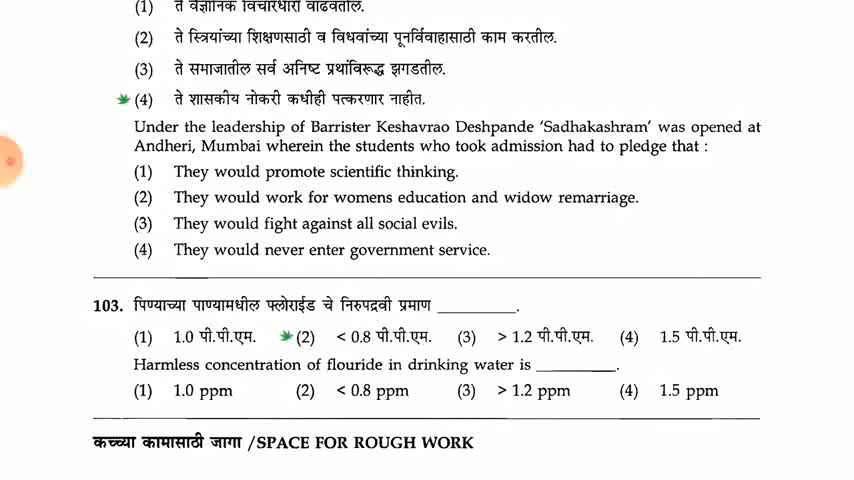 (1) ते वैज्ञानिक विचारधारा वाढवतील.
(2) ते स्त्रियांच्या शिक्षणसाठी व विधवांच्या पूनर्विवाहासाठी काम करतील.
(3) ते समाजातील सर्व अनिष्ट प्रथांविरूद्ध झगडतील.
(4) ते शासकीय नोकरी कधीही पत्करणार नाहीत.
Under the leadership of Barrister Keshavrao Deshpande ‘Sadhakashram’ was opened at
Andheri, Mumbai wherein the students who took admission had to pledge that :
(1) They would promote scientific thinking.
(2) They would work for womens education and widow remarriage.
(3) They would fight against all social evils.
(4) They would never enter government service.
103. पिण्याच्या पाण्यामधील फ्लोराईड चे निरुपद्रवी प्रमाण _________.
(1) 1.0 पी.पी.एम. (2) < 0.8 पी.पी.एम. (3) > 1.2 पी.पी.एम. (4) 1.5 पी.पी.एम.
Harmless concentration of flouride in drinking water is _________.
(1) 1.0 ppm (2) < 0.8 ppm (3) > 1.2 ppm (4) 1.5 ppm
कच्च्या कामासाठी जागा /SPACE FOR ROUGH WORK